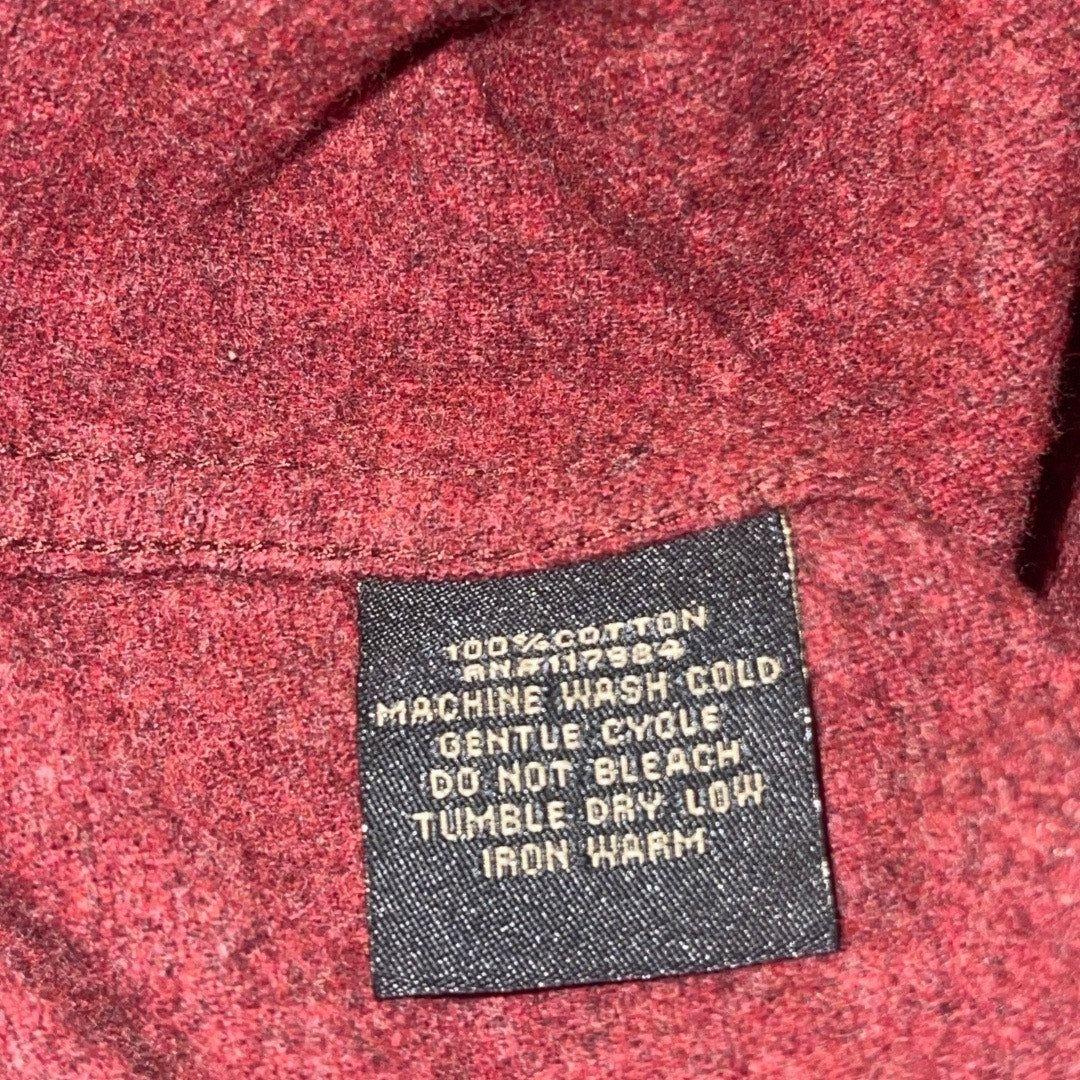 100% COTTON
RN# 117984
MACHINE WASH COLD
GENTLE CYCLE
DO NOT BLEACH
TUMBLE DRY LOW
IRON WARM